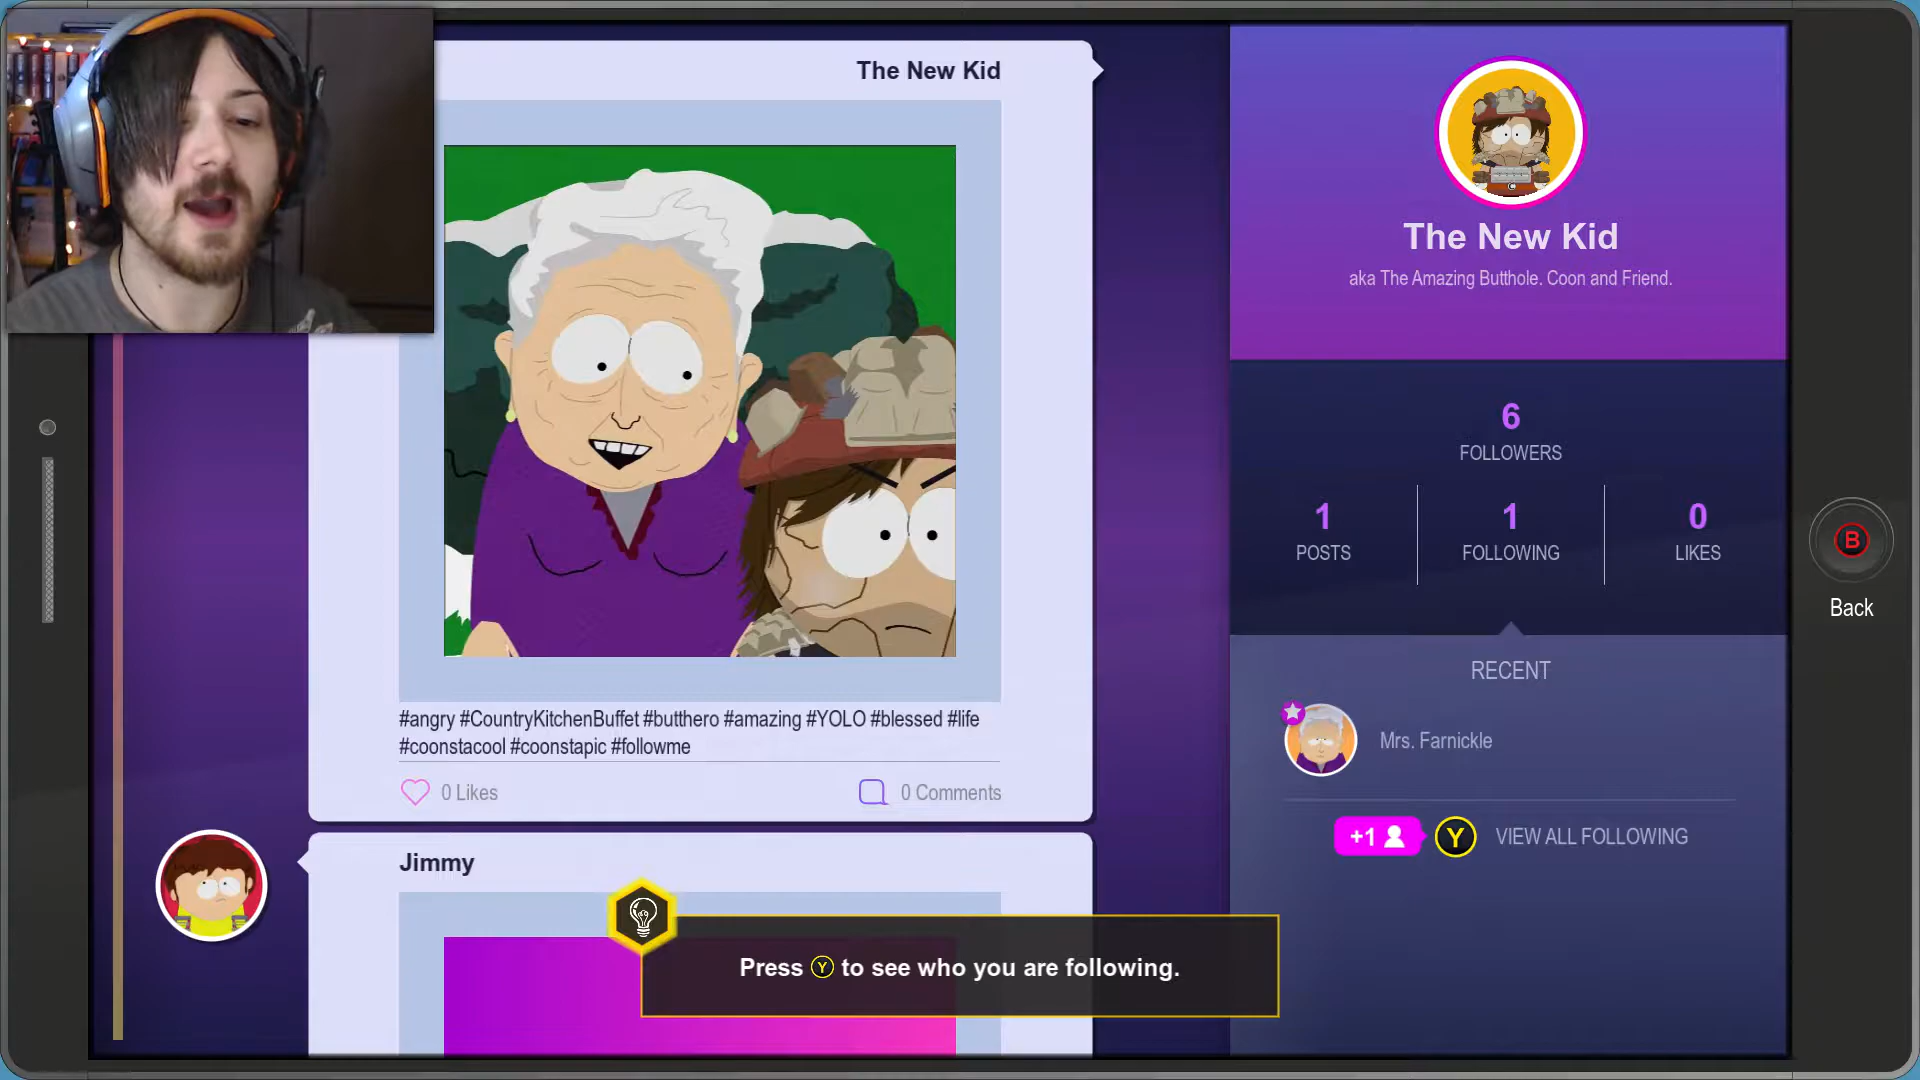 The New Kid
#angry #CountryKitchenBuffet #butthero #amazing #YOLO #blessed #life
#coonstacool #coonstapic #followme
0 Likes
0 Comments
Jimmy
Press Y to see who you are following.
The New Kid
aka The Amazing Butthole. Coon and Friend.
6
FOLLOWERS
1
POSTS
1
FOLLOWING
0
LIKES
RECENT
Mrs. Farnickle
+1
Y VIEW ALL FOLLOWING
B
Back